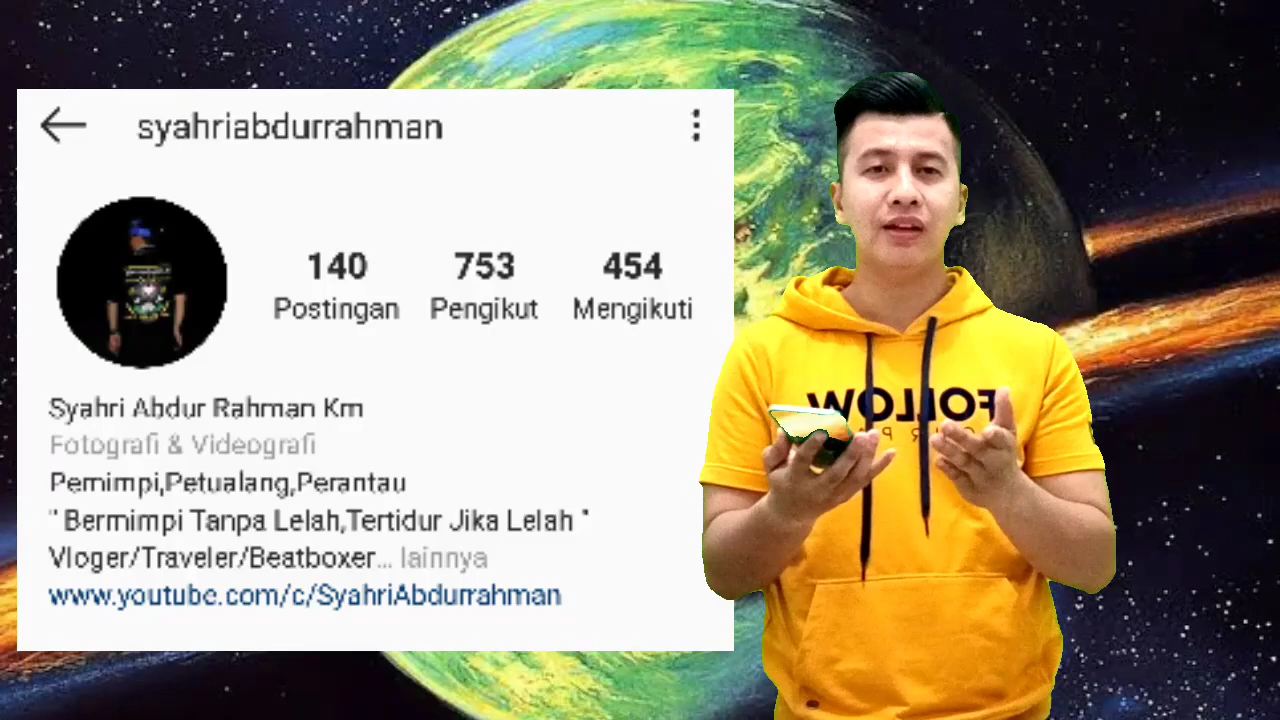 syahriabdurrahman
140 753 454
Postingan Pengikut Mengikuti
Syahri Abdur Rahman Km
Fotografi & Videografi
Pemimpi,Petualang,Perantau
" Bermimpi Tanpa Lelah,Tertidur Jika Lelah "
Vloger/Traveler/Beatboxer... lainnya
www.youtube.com/c/SyahriAbdurrahman
FOLLOW